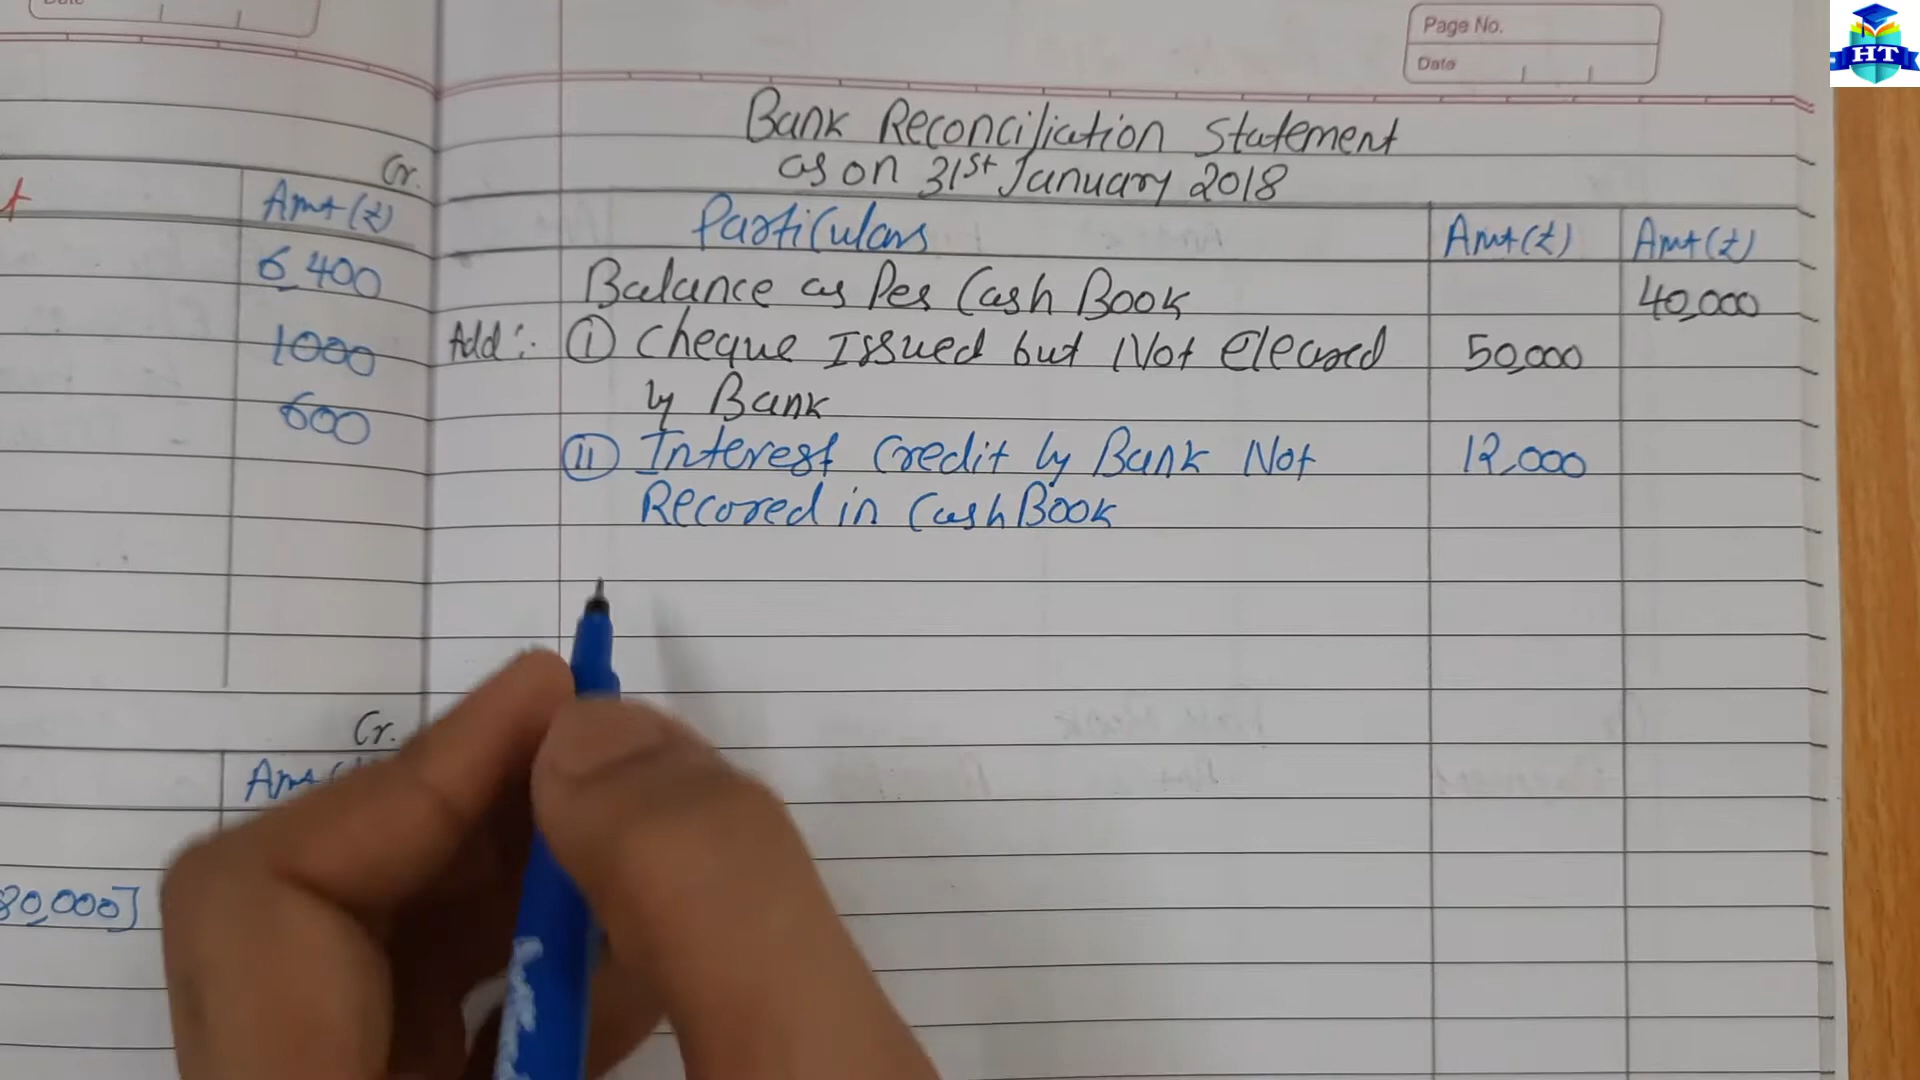 Page No.
Date
HT
Bank Reconciliation Statement
as on 31st January 2018
Cr.
Amt (₹)
6,400
1000
600
Particulars Amt (₹) Amt (₹)
Balance as Per Cash Book 40,000
Add:- (I) Cheque Issued but Not Cleared 50,000
by Bank
(II) Interest Credit by Bank Not 12,000
Recored in Cash Book
Cr.
Amt
80,000]